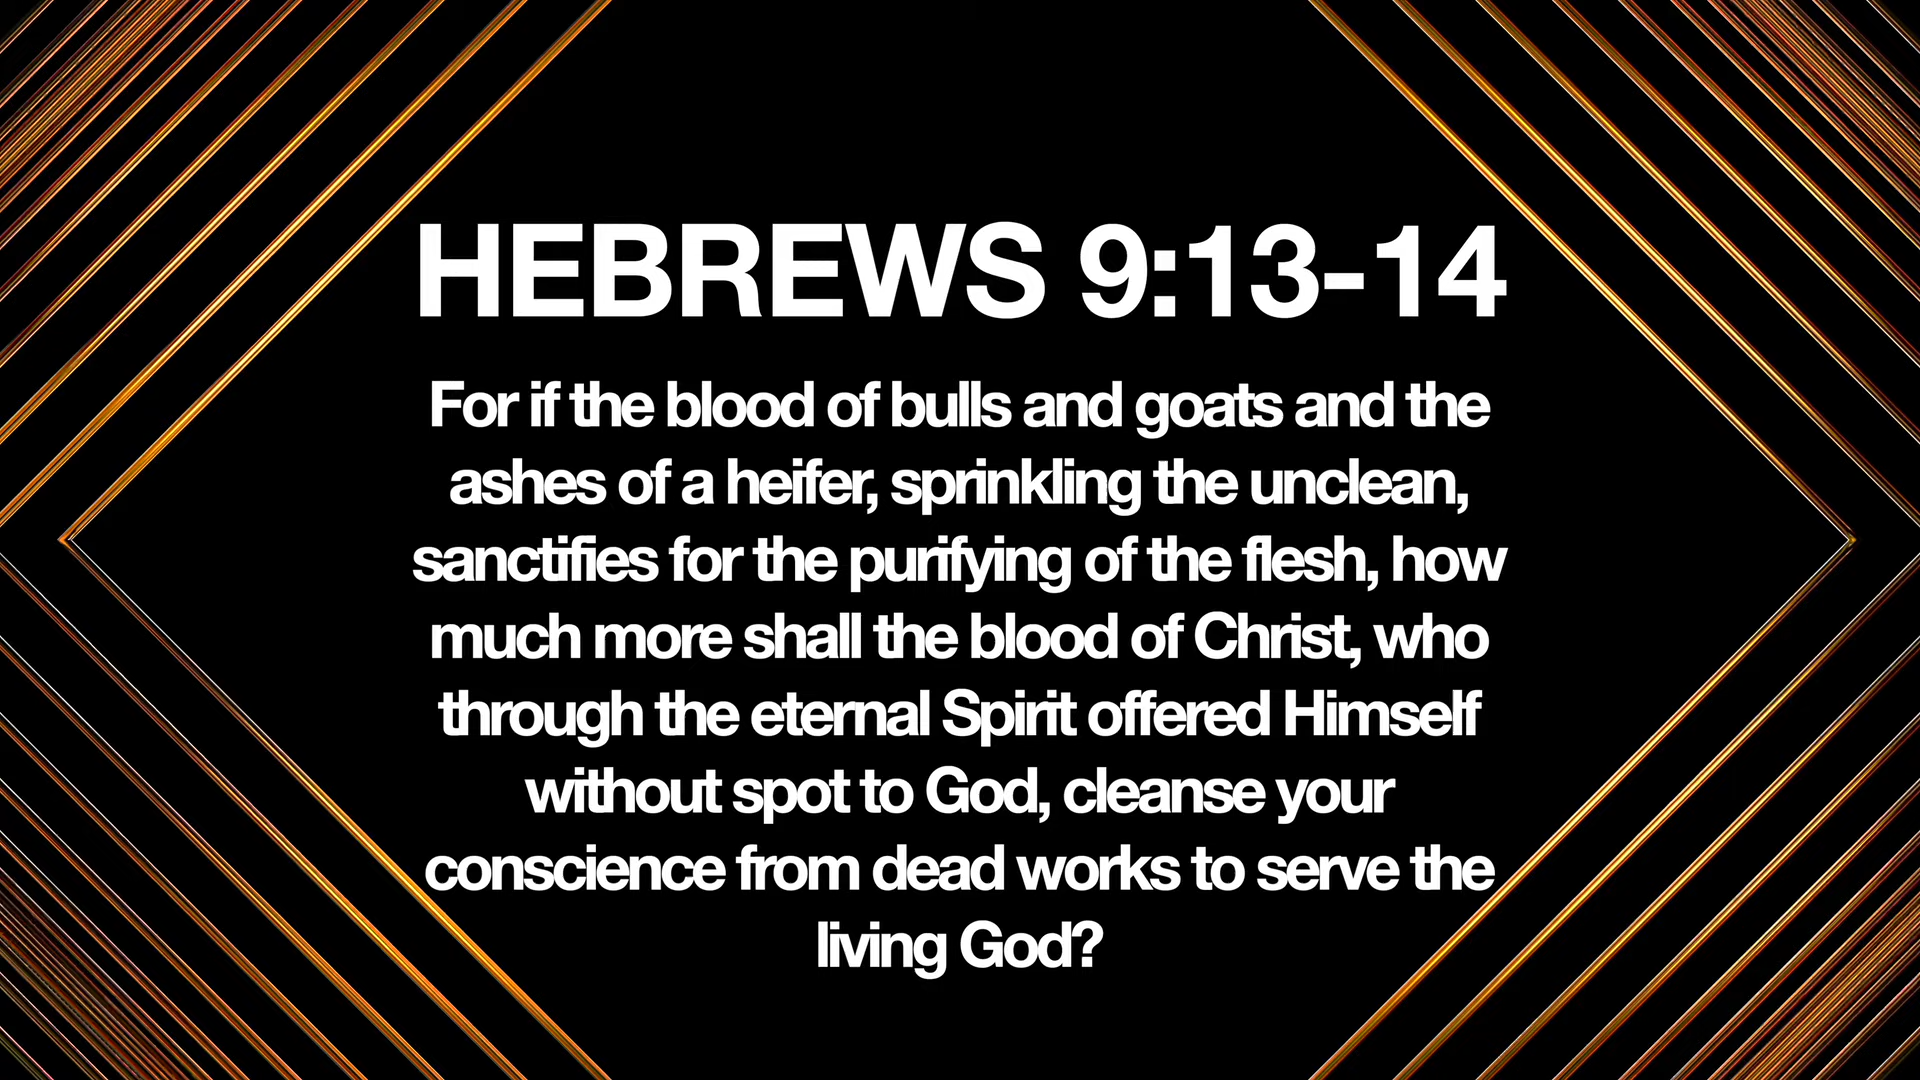 HEBREWS 9:13-14
For if the blood of bulls and goats and the
ashes of a heifer, sprinkling the unclean,
sanctifies for the purifying of the flesh, how
much more shall the blood of Christ, who
through the eternal Spirit offered Himself
without spot to God, cleanse your
conscience from dead works to serve the
living God?